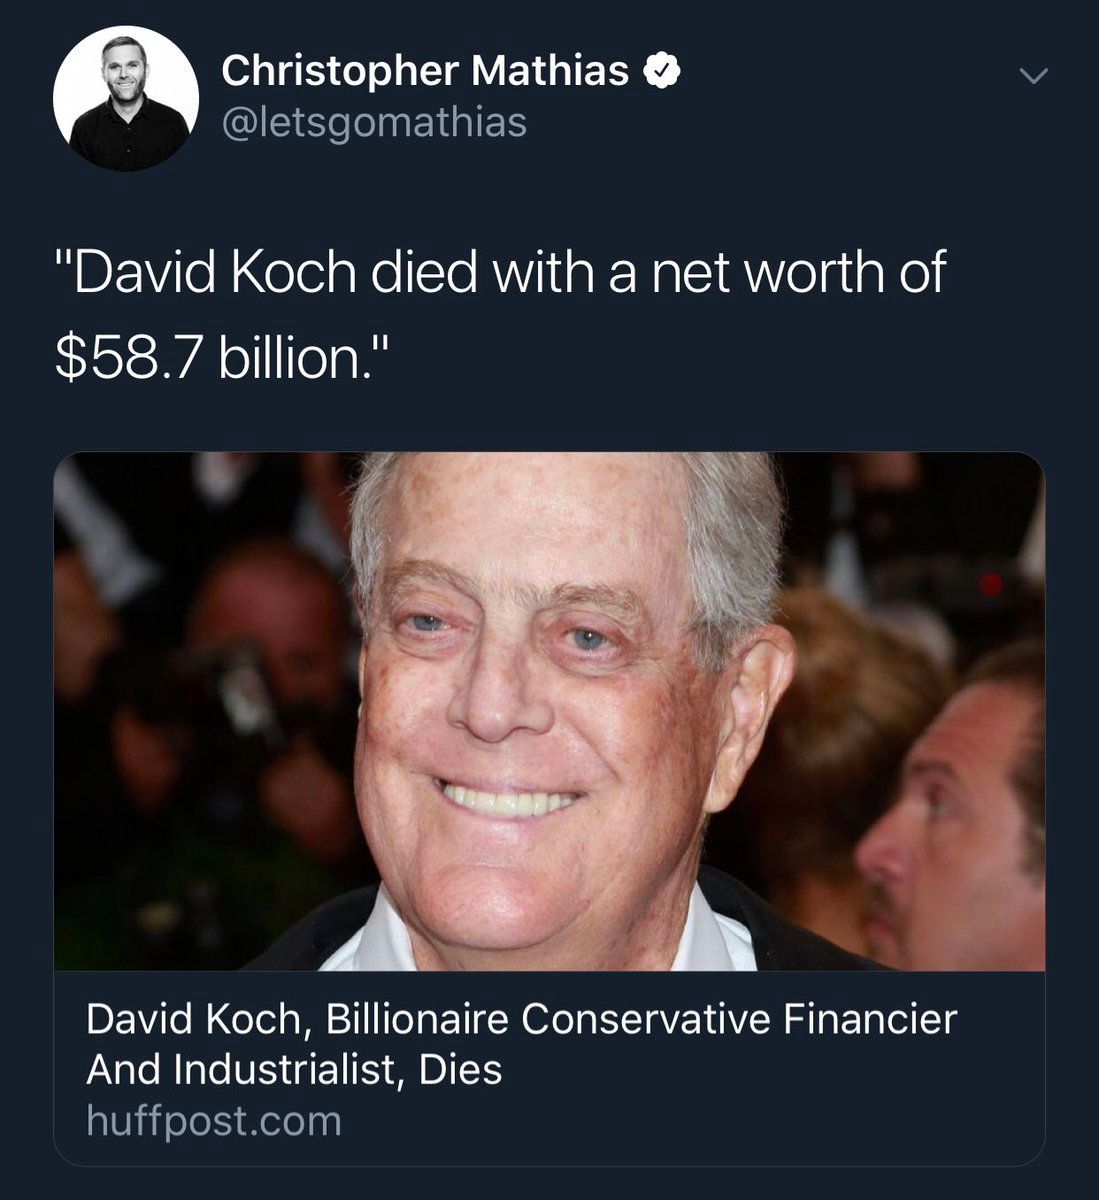 Christopher Mathias
@letsgomathias
"David Koch died with a net worth of
$58.7 billion."
David Koch, Billionaire Conservative Financier
And Industrialist, Dies
huffpost.com